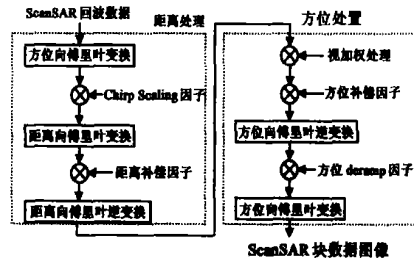 ScanSAR 回波数据
距离处理
方位向傅里叶变换
Chirp Scaling 因子
距离向傅里叶变换
距离补偿因子
距离向傅里叶逆变换
方位处置
视加权处理
方位补偿因子
方位向傅里叶逆变换
方位 deramp 因子
方位向傅里叶变换
ScanSAR 块数据图像